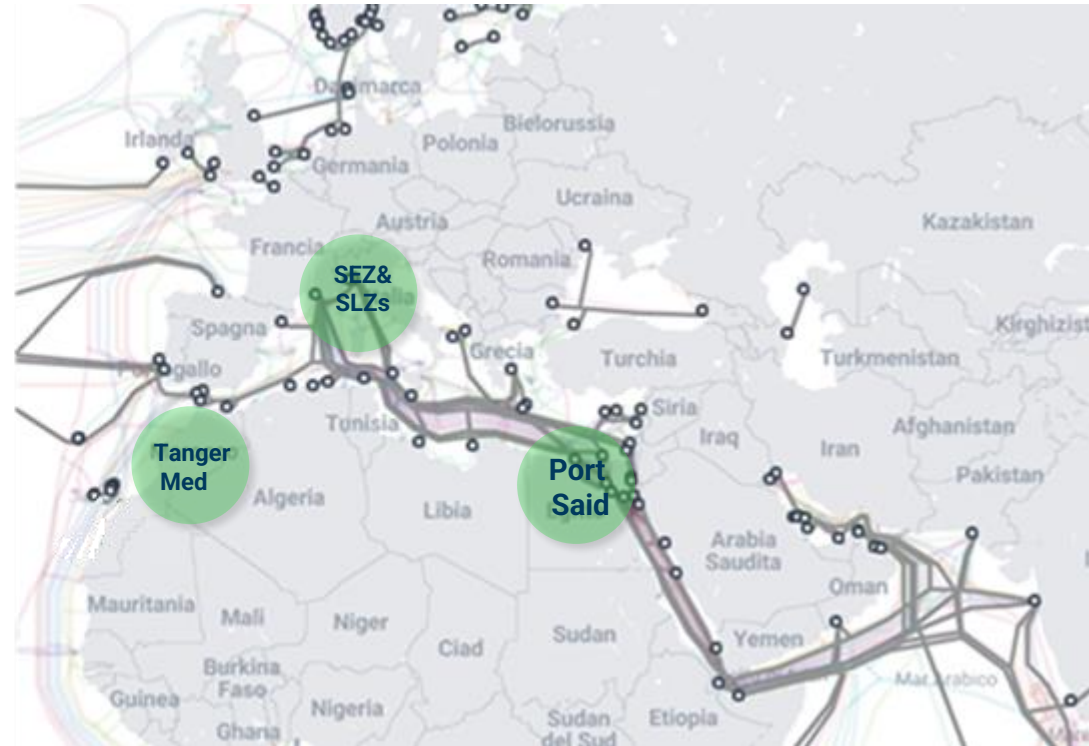 Danimarca
Irlanda
Bielorussia
Polonia
Germania
Ucraina
Austria
Kazakistan
Francia
Romania
SEZ&
SLZs
Spagna
Grecia
Turchia
Turkmenistan
Portogallo
Tunisia
Siria
Iraq
Iran
Afghanistan
Pakistan
Tanger
Med
Port
Said
Algeria
Libia
Arabia
Saudita
Oman
Mauritania
Mali
Niger
Ciad
Sudan
Yemen
Burkina
Faso
Guinea
Nigeria
Ghana
Sudan
del Sud
Etiopia
Mar Arabico